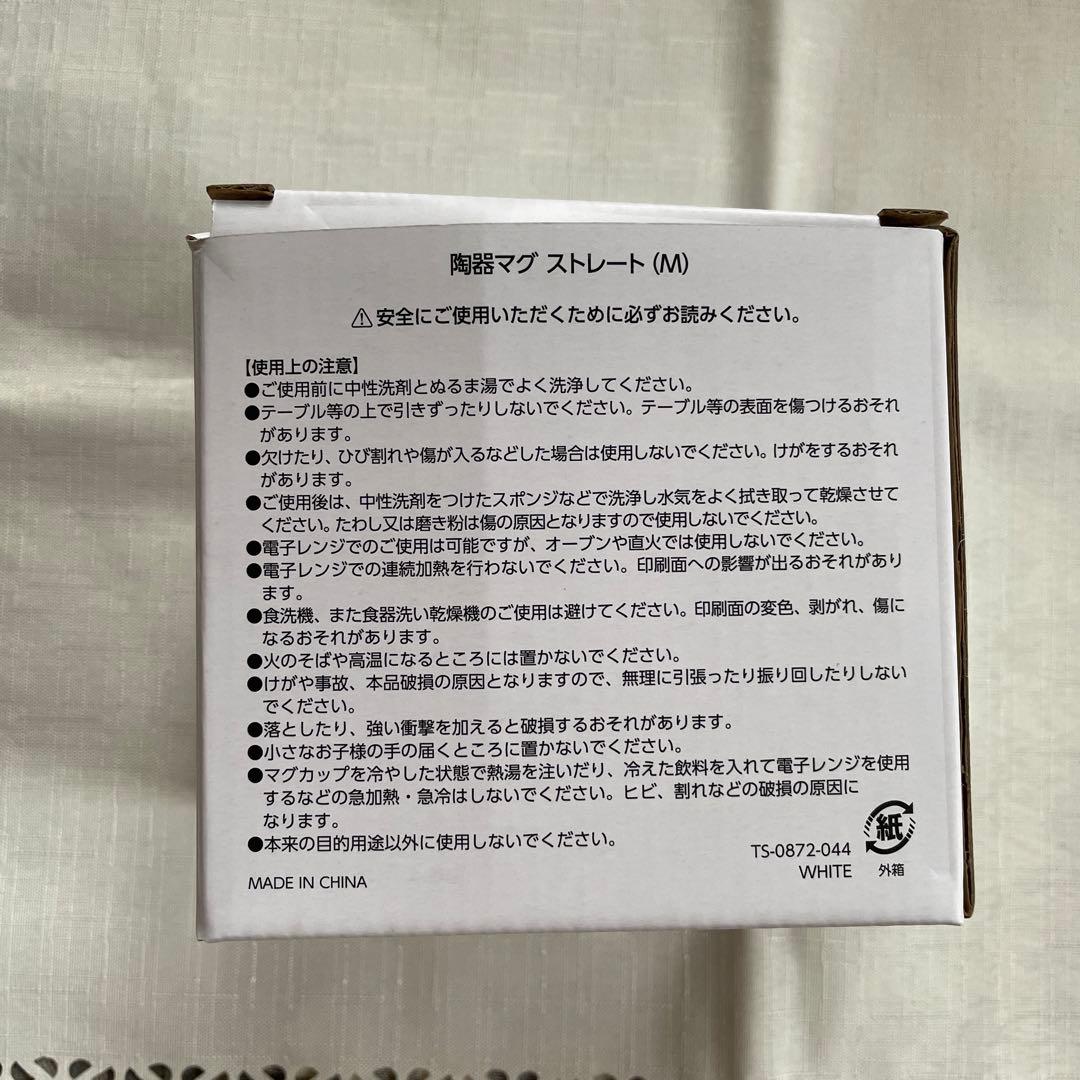 陶器マグ ストレート(M)
⚠安全にご使用いただくために必ずお読みください。
【使用上の注意】
●ご使用前に中性洗剤とぬるま湯でよく洗浄してください。
●テーブル等の上で引きずったりしないでください。テーブル等の表面を傷つけるおそれ
があります。
●欠けたり、ひび割れや傷が入るなどした場合は使用しないでください。けがをするおそれ
があります。
●ご使用後は、中性洗剤をつけたスポンジなどで洗浄し水気をよく拭き取って乾燥させて
ください。たわし又は磨き粉は傷の原因となりますので使用しないでください。
●電子レンジでのご使用は可能ですが、オーブンや直火では使用しないでください。
●電子レンジでの連続加熱を行わないでください。印刷面への影響が出るおそれがあり
ます。
●食洗機、また食器洗い乾燥機のご使用は避けてください。印刷面の変色、剥がれ、傷に
なるおそれがあります。
●火のそばや高温になるところには置かないでください。
●けがや事故、本品破損の原因となりますので、無理に引張ったり振り回したりしない
でください。
●落としたり、強い衝撃を加えると破損するおそれがあります。
●小さなお子様の手の届くところに置かないでください。
●マグカップを冷やした状態で熱湯を注いだり、冷えた飲料を入れて電子レンジを使用
するなどの急加熱・急冷はしないでください。ヒビ、割れなどの破損の原因に
なります。
●本来の目的用途以外に使用しないでください。
MADE IN CHINA
TS-0872-044
WHITE
紙
外箱